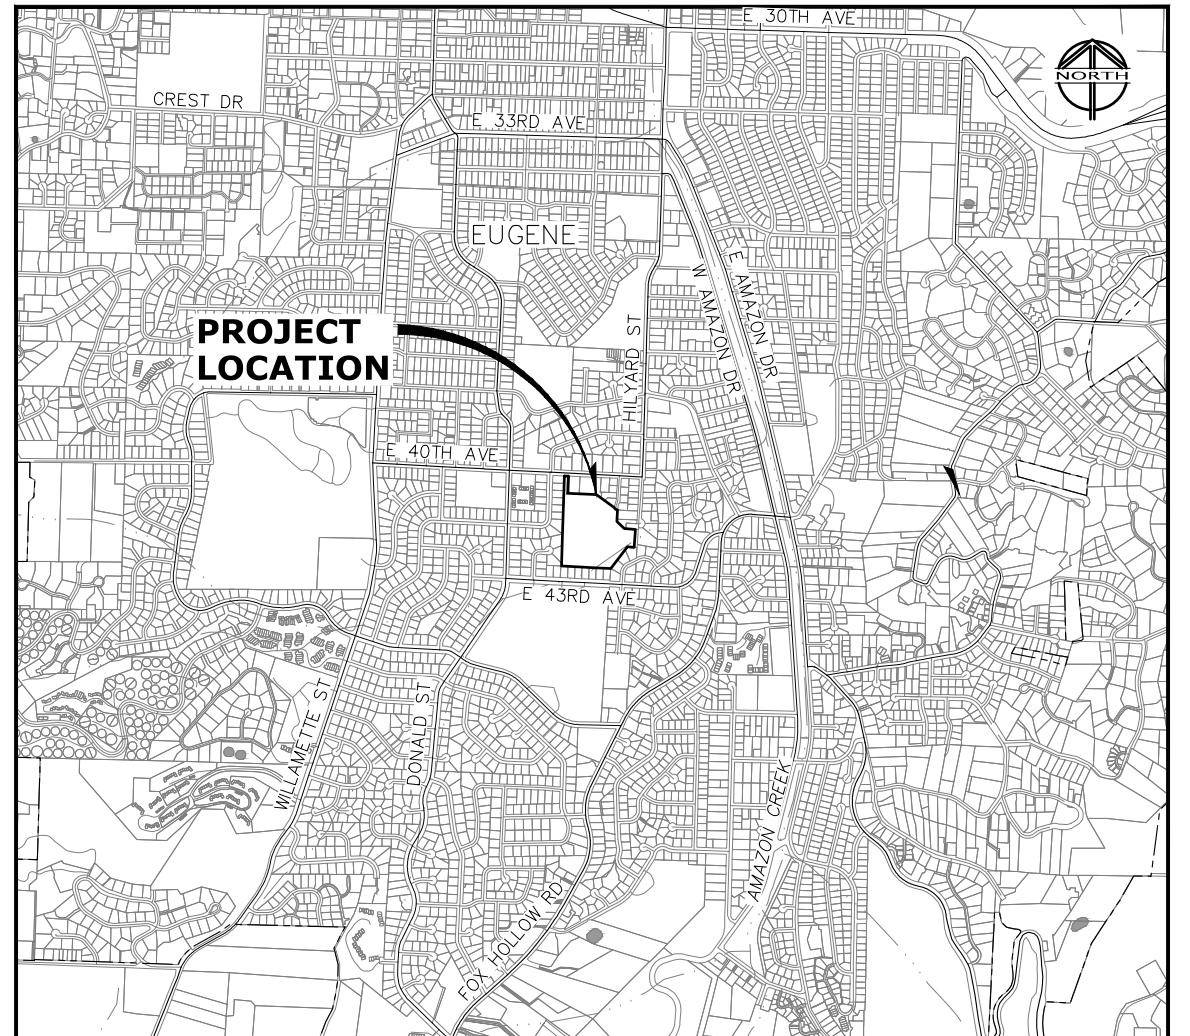 E 30TH AVE
NORTH
CREST DR
E 33RD AVE
EUGENE
E AMAZON DR
W AMAZON DR
HILYARD ST
PROJECT
LOCATION
E 40TH AVE
E 43RD AVE
WILLAMETTE ST
DONALD ST
AMAZON CREEK
FOX HOLLOW RD